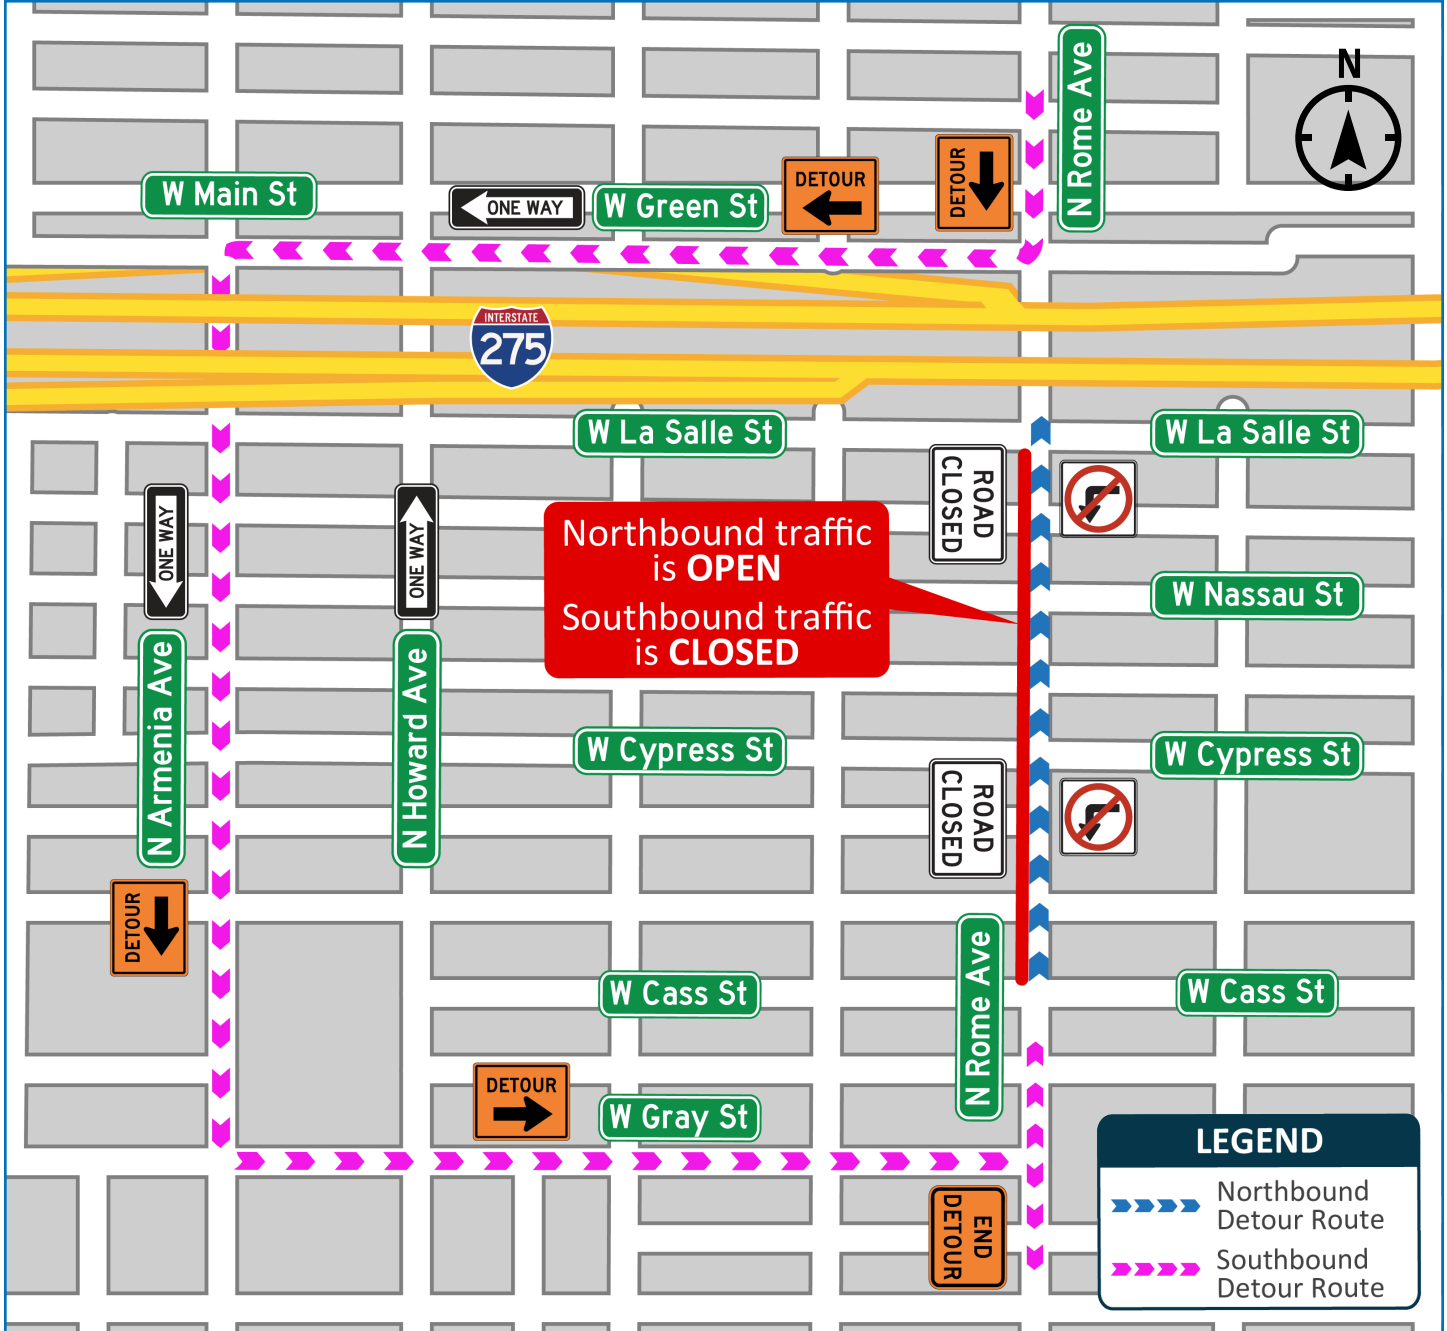 N
N Rome Ave
DETOUR
DETOUR
W Main St
ONE WAY
W Green St
INTERSTATE
275
W La Salle St
W La Salle St
ROAD
CLOSED
ONE WAY
ONE WAY
Northbound traffic
is OPEN
Southbound traffic
is CLOSED
W Nassau St
N Armenia Ave
N Howard Ave
W Cypress St
W Cypress St
ROAD
CLOSED
DETOUR
N Rome Ave
W Cass St
W Cass St
DETOUR
W Gray St
END
DETOUR
LEGEND
Northbound
Detour Route
Southbound
Detour Route